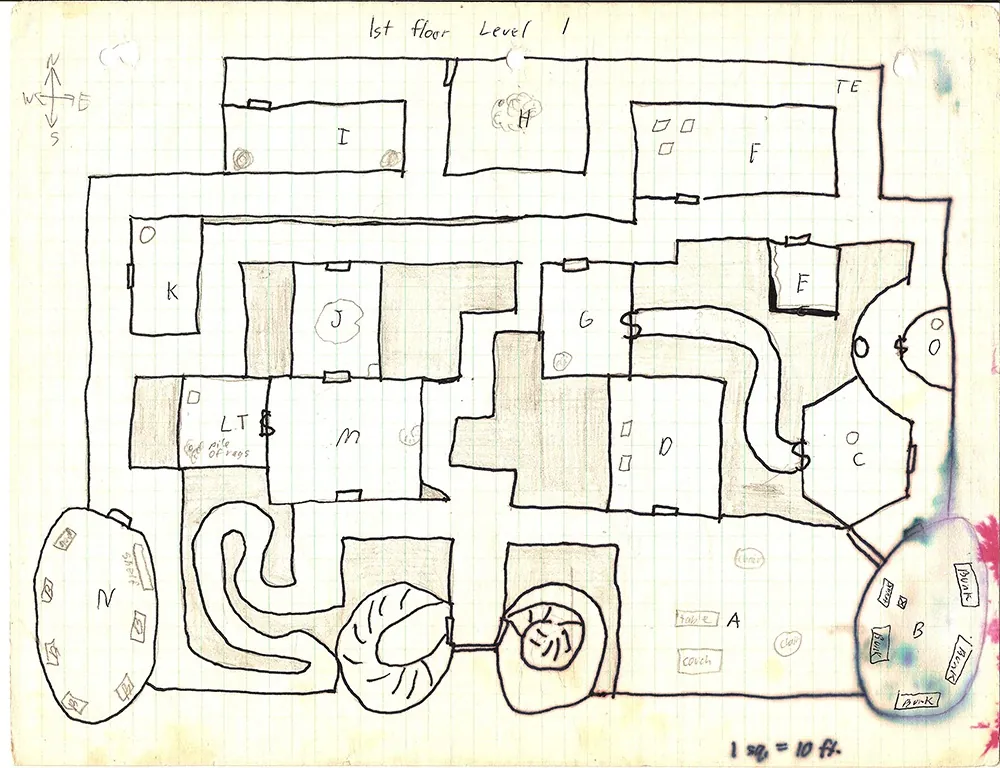 1st floor Level 1
N
W E
S
TE
I
H
F
K
E
J
G
O
LT
M
pile
of rags
D
C
shelf
N
chair
table A
couch
chair
B
Bunk
Bunk
Bunk
Bunk
1 sq. = 10 ft.